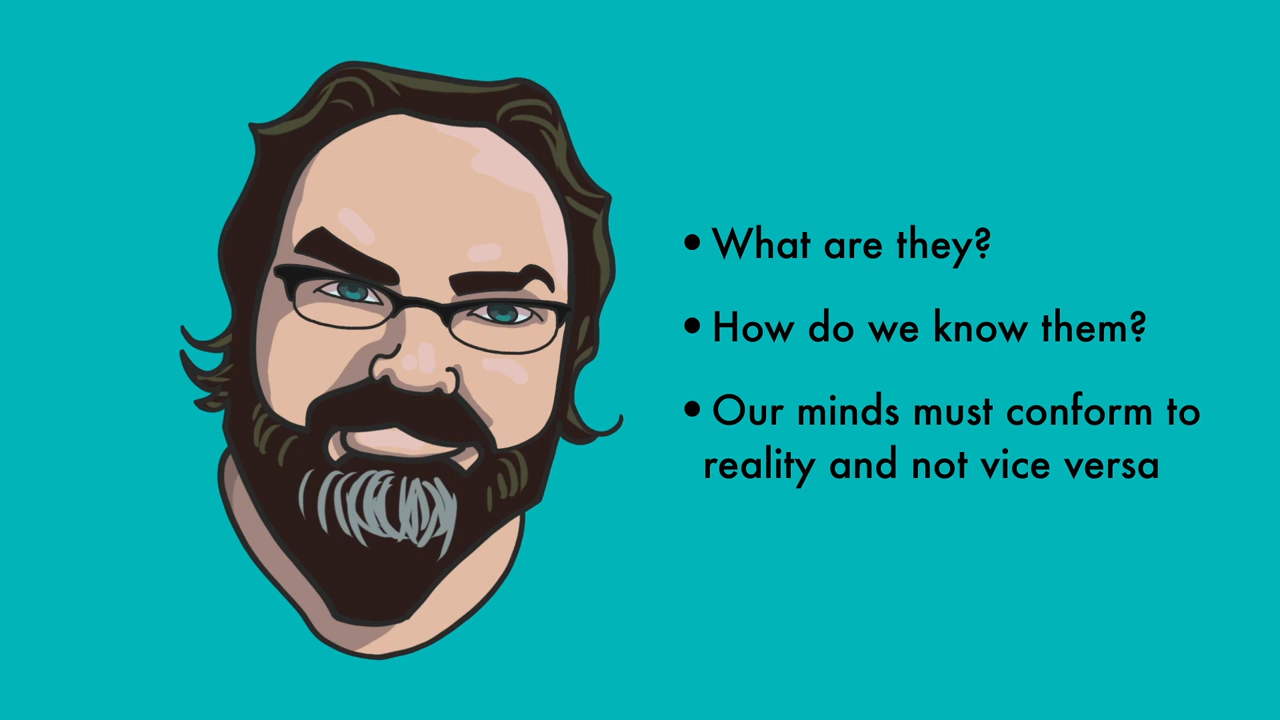 • What are they?
• How do we know them?
• Our minds must conform to
reality and not vice versa